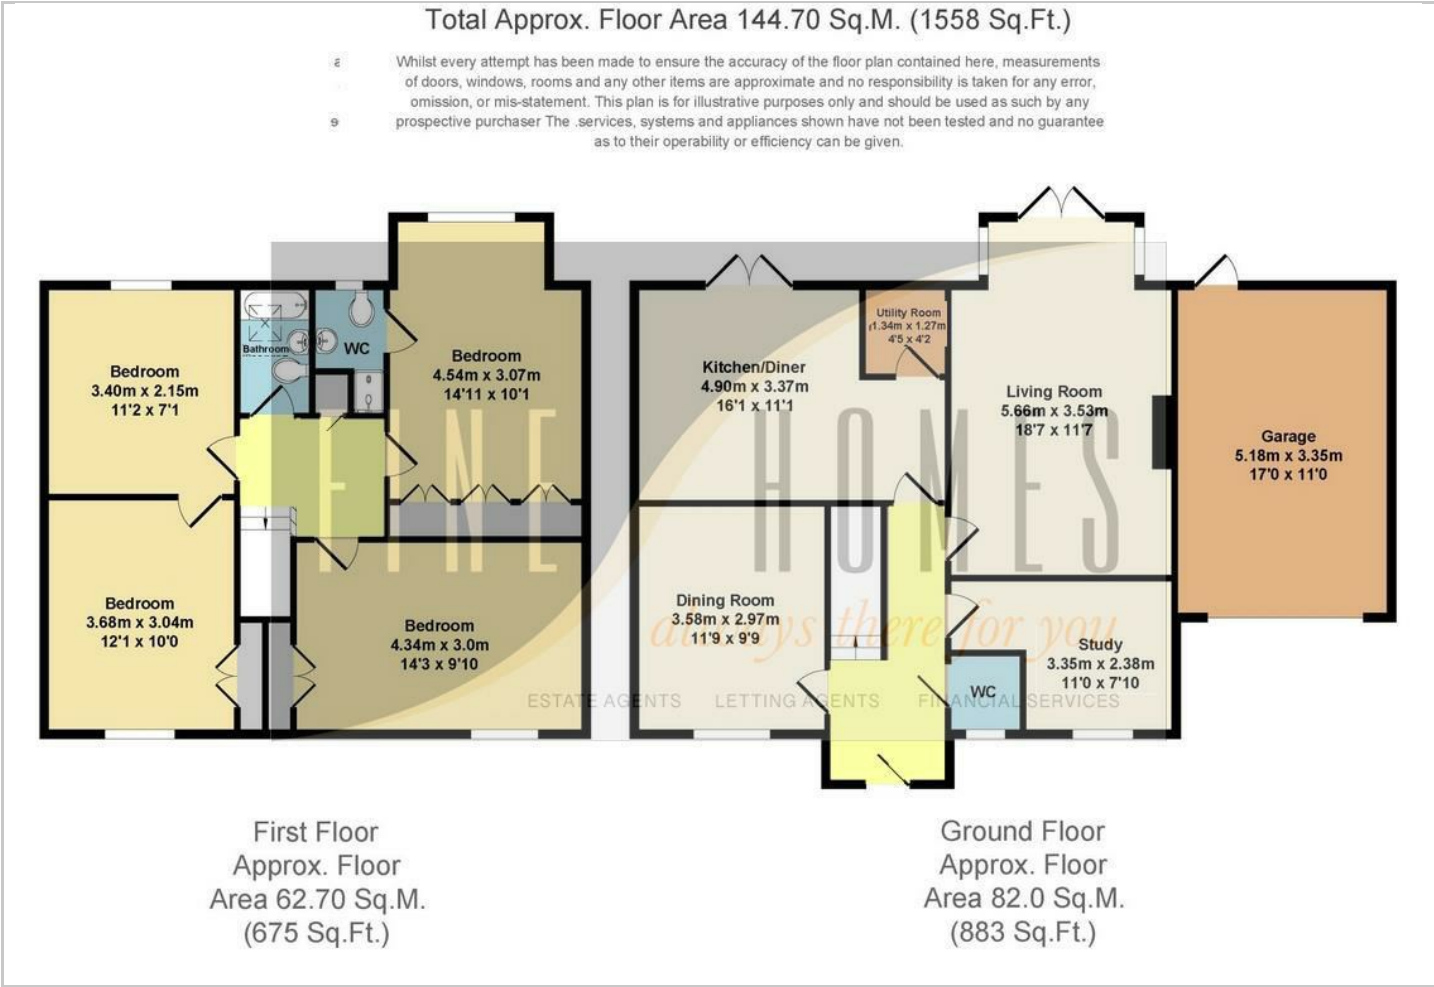 Total Approx. Floor Area 144.70 Sq.M. (1558 Sq.Ft.)
Whilst every attempt has been made to ensure the accuracy of the floor plan contained here, measurements
of doors, windows, rooms and any other items are approximate and no responsibility is taken for any error,
omission, or mis-statement. This plan is for illustrative purposes only and should be used as such by any
prospective purchaser The .services, systems and appliances shown have not been tested and no guarantee
as to their operability or efficiency can be given.
Bedroom
3.40m x 2.15m
11'2 x 7'1
Bathroom
WC
Bedroom
4.54m x 3.07m
14'11 x 10'1
Bedroom
3.68m x 3.04m
12'1 x 10'0
Bedroom
4.34m x 3.0m
14'3 x 9'10
Kitchen/Diner
4.90m x 3.37m
16'1 x 11'1
Utility Room
1.34m x 1.27m
4'5 x 4'2
Living Room
5.66m x 3.53m
18'7 x 11'7
Garage
5.18m x 3.35m
17'0 x 11'0
Dining Room
3.58m x 2.97m
11'9 x 9'9
Study
3.35m x 2.38m
11'0 x 7'10
WC
FINE HOMES
always there for you
ESTATE AGENTS LETTING AGENTS FINANCIAL SERVICES
First Floor
Approx. Floor
Area 62.70 Sq.M.
(675 Sq.Ft.)
Ground Floor
Approx. Floor
Area 82.0 Sq.M.
(883 Sq.Ft.)